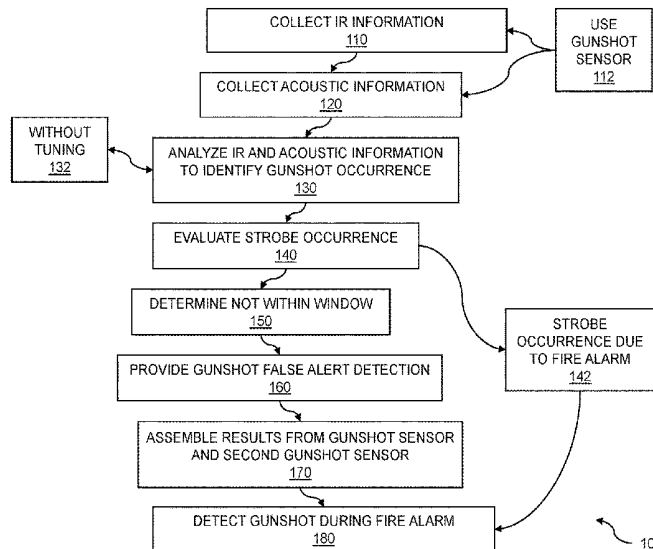 COLLECT IR INFORMATION
110
USE
GUNSHOT
SENSOR
112
COLLECT ACOUSTIC INFORMATION
120
WITHOUT
TUNING
132
ANALYZE IR AND ACOUSTIC INFORMATION
TO IDENTIFY GUNSHOT OCCURRENCE
130
EVALUATE STROBE OCCURRENCE
140
DETERMINE NOT WITHIN WINDOW
150
STROBE
OCCURRENCE DUE
TO FIRE ALARM
142
PROVIDE GUNSHOT FALSE ALERT DETECTION
160
ASSEMBLE RESULTS FROM GUNSHOT SENSOR
AND SECOND GUNSHOT SENSOR
170
DETECT GUNSHOT DURING FIRE ALARM
180